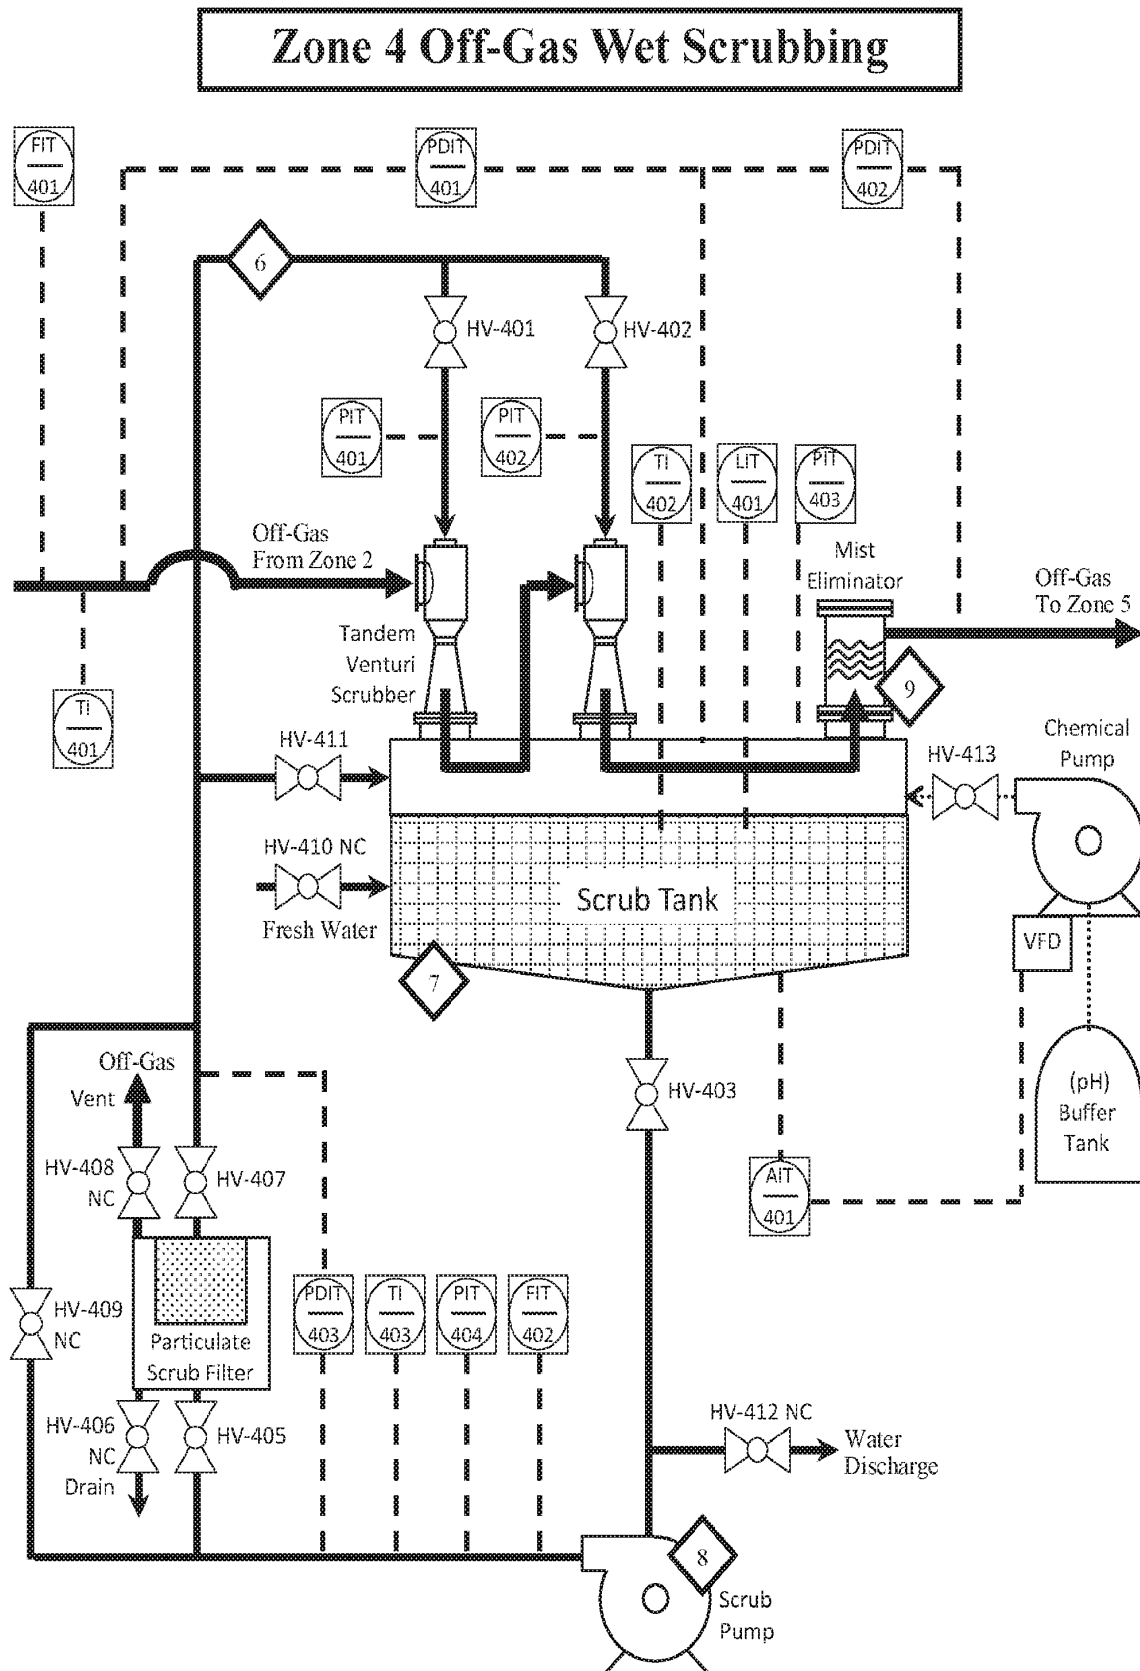 Zone 4 Off-Gas Wet Scrubbing
FIT
401
PDIT
401
PDIT
402
6
HV-401
HV-402
PIT
401
PIT
402
TI
402
LIT
401
PIT
403
Off-Gas
From Zone 2
Mist
Eliminator
Off-Gas
To Zone 5
Tandem
Venturi
Scrubber
9
TI
401
HV-411
HV-413
Chemical
Pump
HV-410 NC
Fresh Water
Scrub Tank
VFD
7
Off-Gas
Vent
HV-403
(pH)
Buffer
Tank
HV-408
NC
HV-407
AIT
401
HV-409
NC
Particulate
Scrub Filter
PDIT
403
TI
403
PIT
404
FIT
402
HV-406
NC
Drain
HV-405
HV-412 NC
Water
Discharge
8
Scrub
Pump